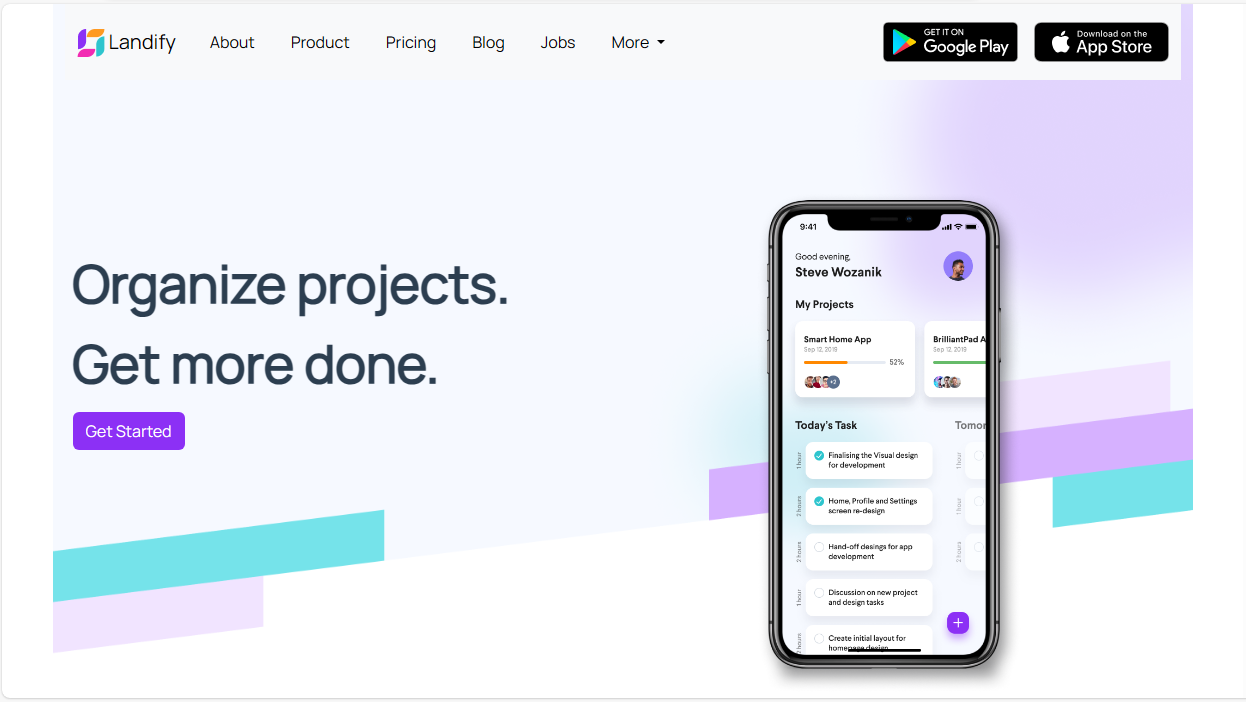 Landify
About
Product
Pricing
Blog
Jobs
More
GET IT ON
Google Play
Download on the
App Store
Organize projects.
Get more done.
Get Started
9:41
Good evening,
Steve Wozanik
My Projects
Smart Home App
Sep 12, 2019
52%
+2
BrilliantPad A
Sep 12, 2019
Today's Task
Tomor
1 hour
Finalising the Visual design
for development
1 hour
2 hours
Home, Profile and Settings
screen re-design
1 hour
2 hours
Hand-off desings for app
development
2 hours
1 hour
Discussion on new project
and design tasks
2 hours
Create initial layout for
homepage design